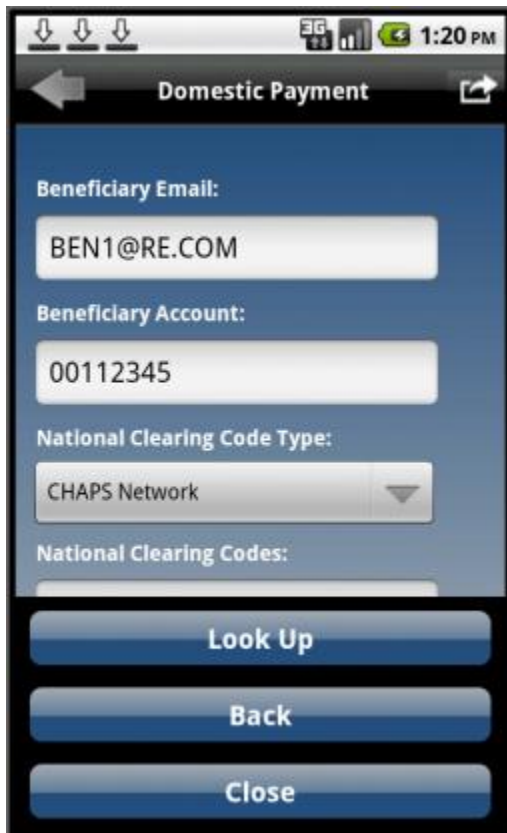 3G 1:20 PM
Domestic Payment
Beneficiary Email:
BEN1@RE.COM
Beneficiary Account:
00112345
National Clearing Code Type:
CHAPS Network
National Clearing Codes:
Look Up
Back
Close